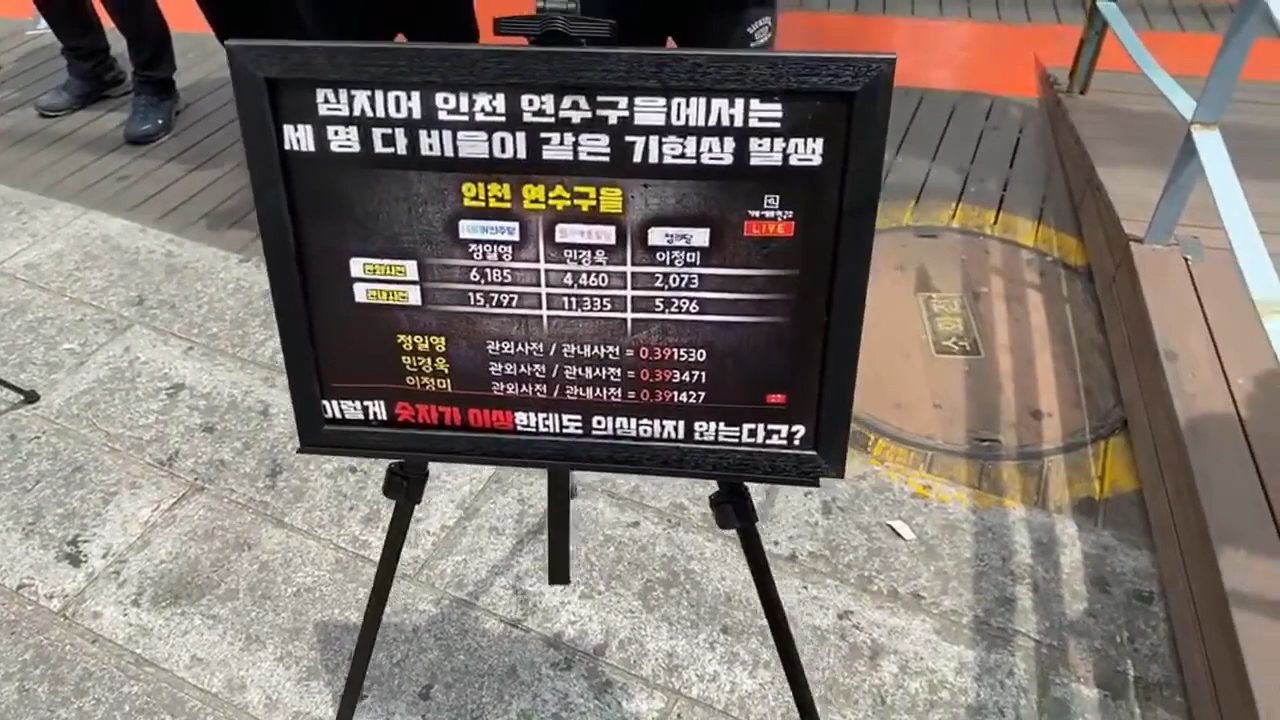 심지어 인천 연수구을에서는
세 명 다 비율이 같은 기현상 발생
인천 연수구을
LIVE
정일영 민경욱 이정미
관외사전 6,185 4,460 2,073
관내사전 15,797 11,335 5,296
정일영 관외사전 / 관내사전 = 0.391530
민경욱 관외사전 / 관내사전 = 0.393471
이정미 관외사전 / 관내사전 = 0.391427
이렇게 숫자가 이상한데도 의심하지 않는다고?
소화전